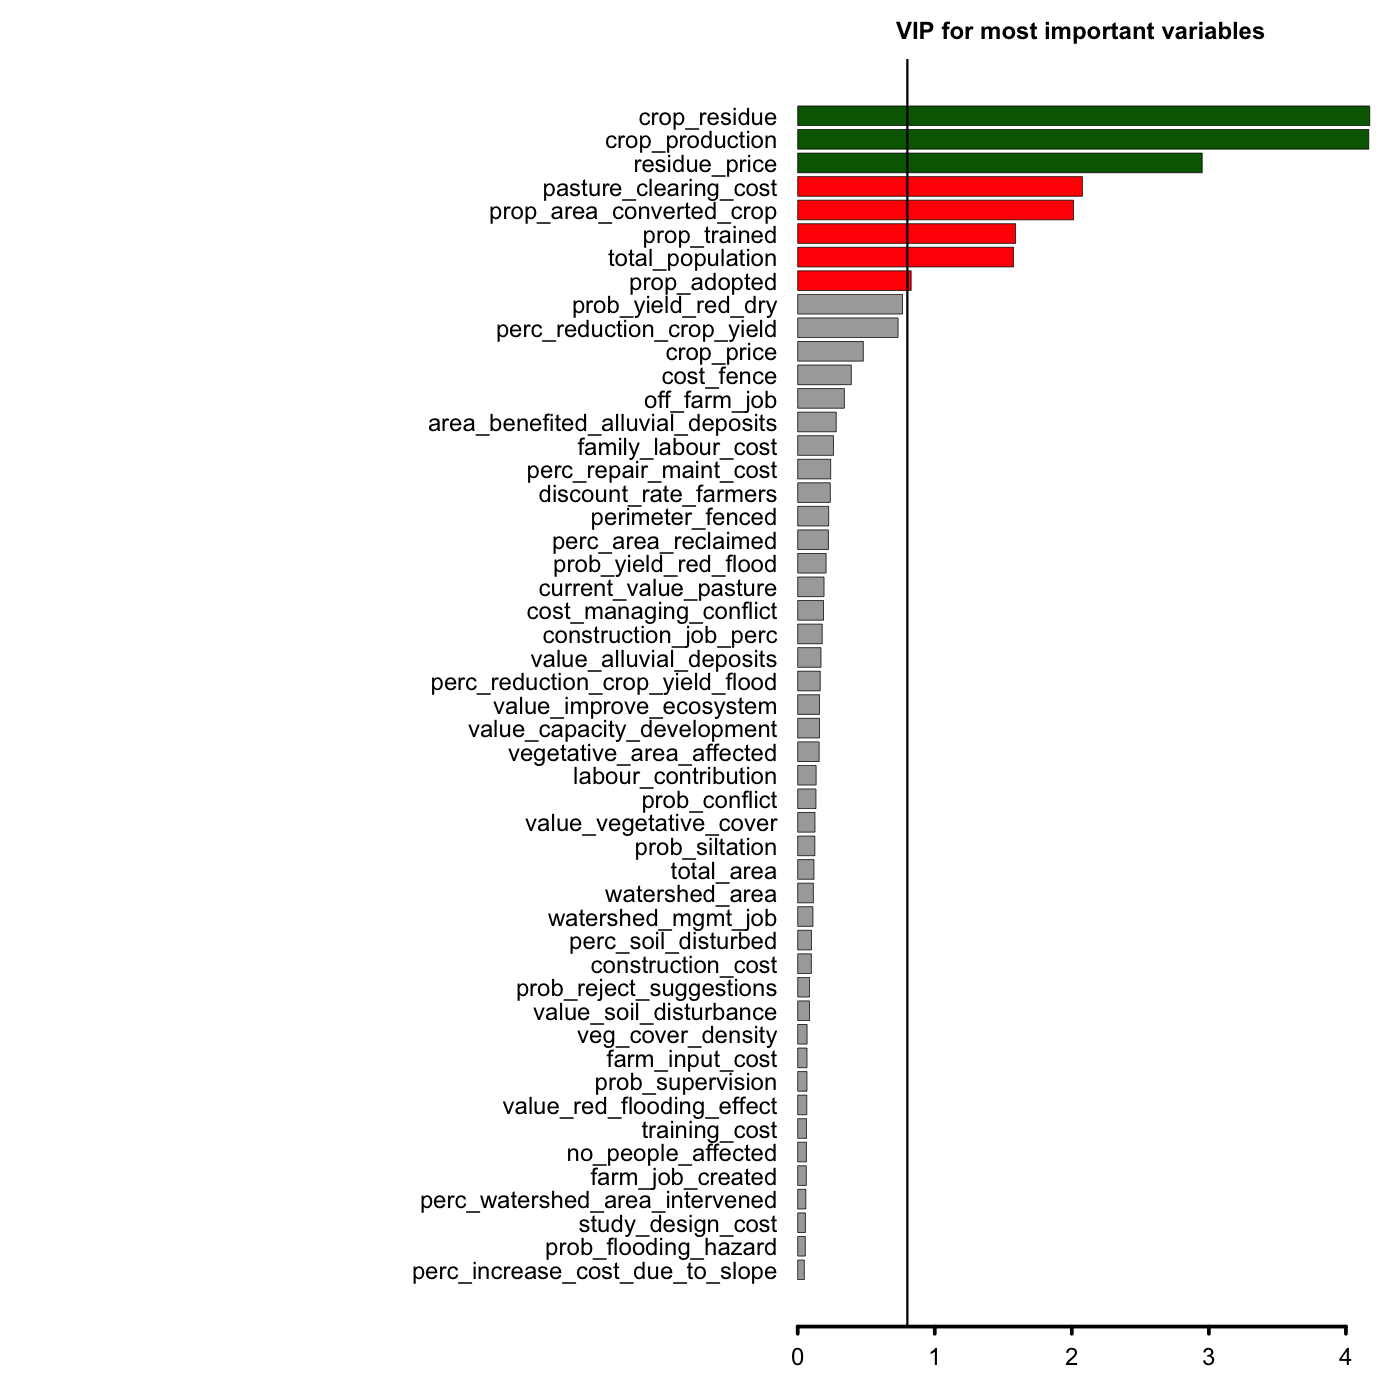 VIP for most important variables
crop_residue
crop_production
residue_price
pasture_clearing_cost
prop_area_converted_crop
prop_trained
total_population
prop_adopted
prob_yield_red_dry
perc_reduction_crop_yield
crop_price
cost_fence
off_farm_job
area_benefited_alluvial_deposits
family_labour_cost
perc_repair_maint_cost
discount_rate_farmers
perimeter_fenced
perc_area_reclaimed
prob_yield_red_flood
current_value_pasture
cost_managing_conflict
construction_job_perc
value_alluvial_deposits
perc_reduction_crop_yield_flood
value_improve_ecosystem
value_capacity_development
vegetative_area_affected
labour_contribution
prob_conflict
value_vegetative_cover
prob_siltation
total_area
watershed_area
watershed_mgmt_job
perc_soil_disturbed
construction_cost
prob_reject_suggestions
value_soil_disturbance
veg_cover_density
farm_input_cost
prob_supervision
value_red_flooding_effect
training_cost
no_people_affected
farm_job_created
perc_watershed_area_intervened
study_design_cost
prob_flooding_hazard
perc_increase_cost_due_to_slope
0 1 2 3 4